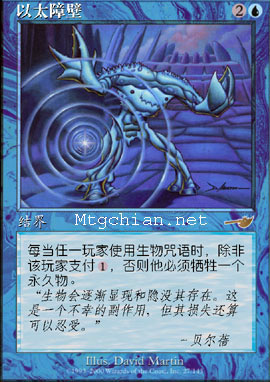 以太障壁
2
结界
Mtgchian.net
每当任一玩家使用生物咒语时，除非
该玩家支付 1 ，否则他必须牺牲一个
永久物。
“生物会逐渐显现和隐没其存在。这
是一个不幸的副作用，但其损失还算
可以忍受。”
～贝尔蓓
Illus. David Martin